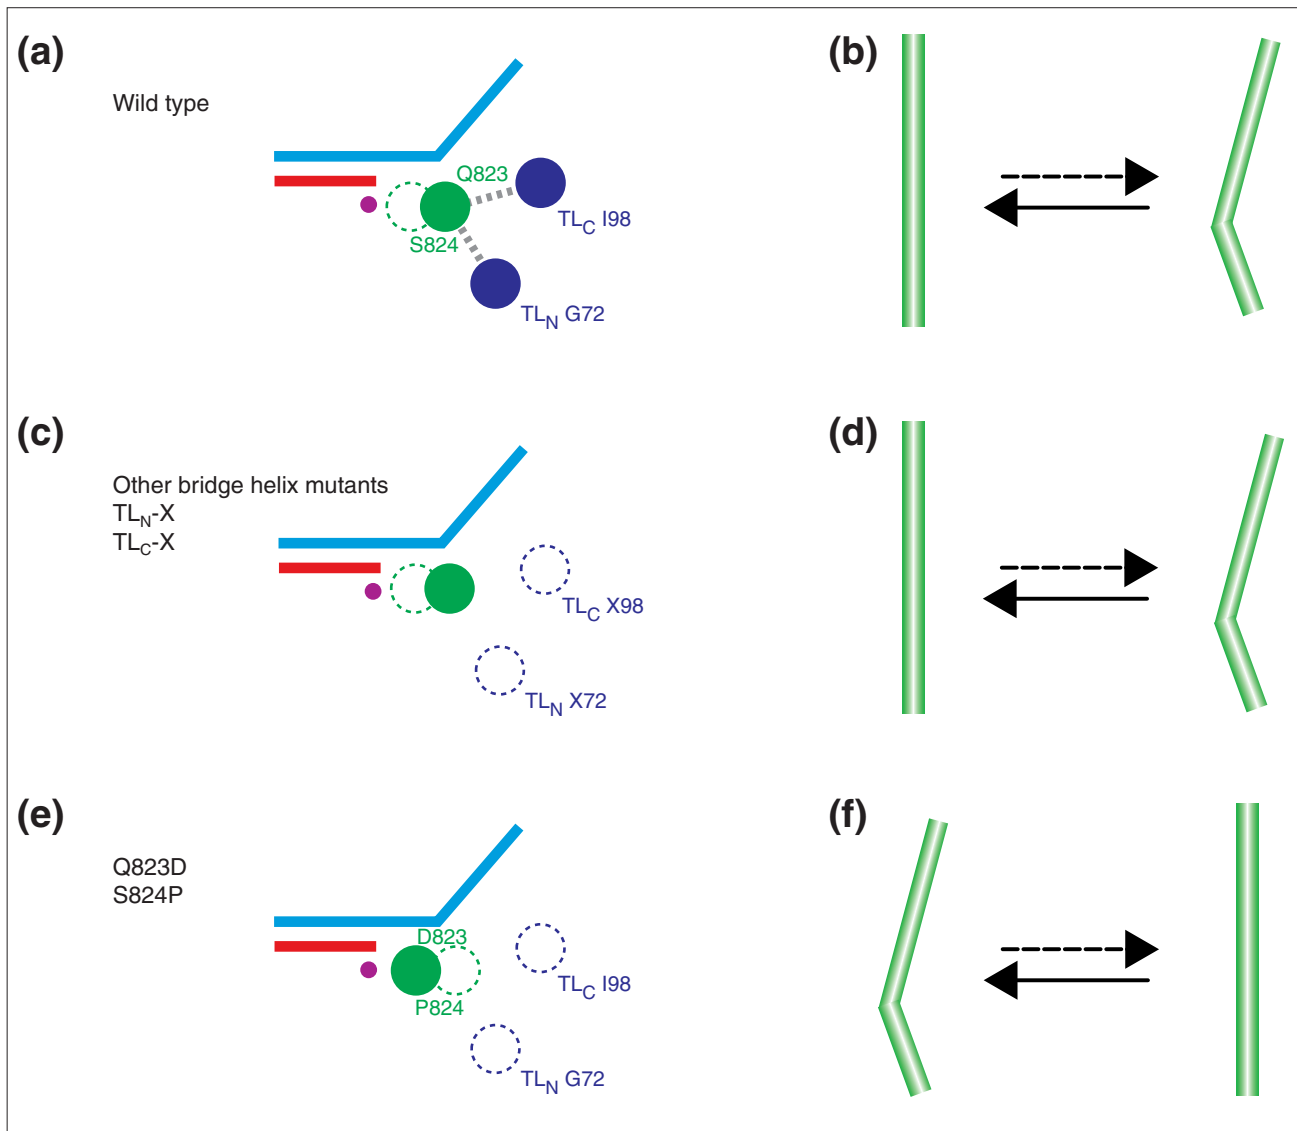 (a)
Wild type
Q823
S824
TLC I98
TLN G72
(b)
(c)
Other bridge helix mutants
TLN-X
TLC-X
TLC X98
TLN X72
(d)
(e)
Q823D
S824P
D823
P824
TLC I98
TLN G72
(f)